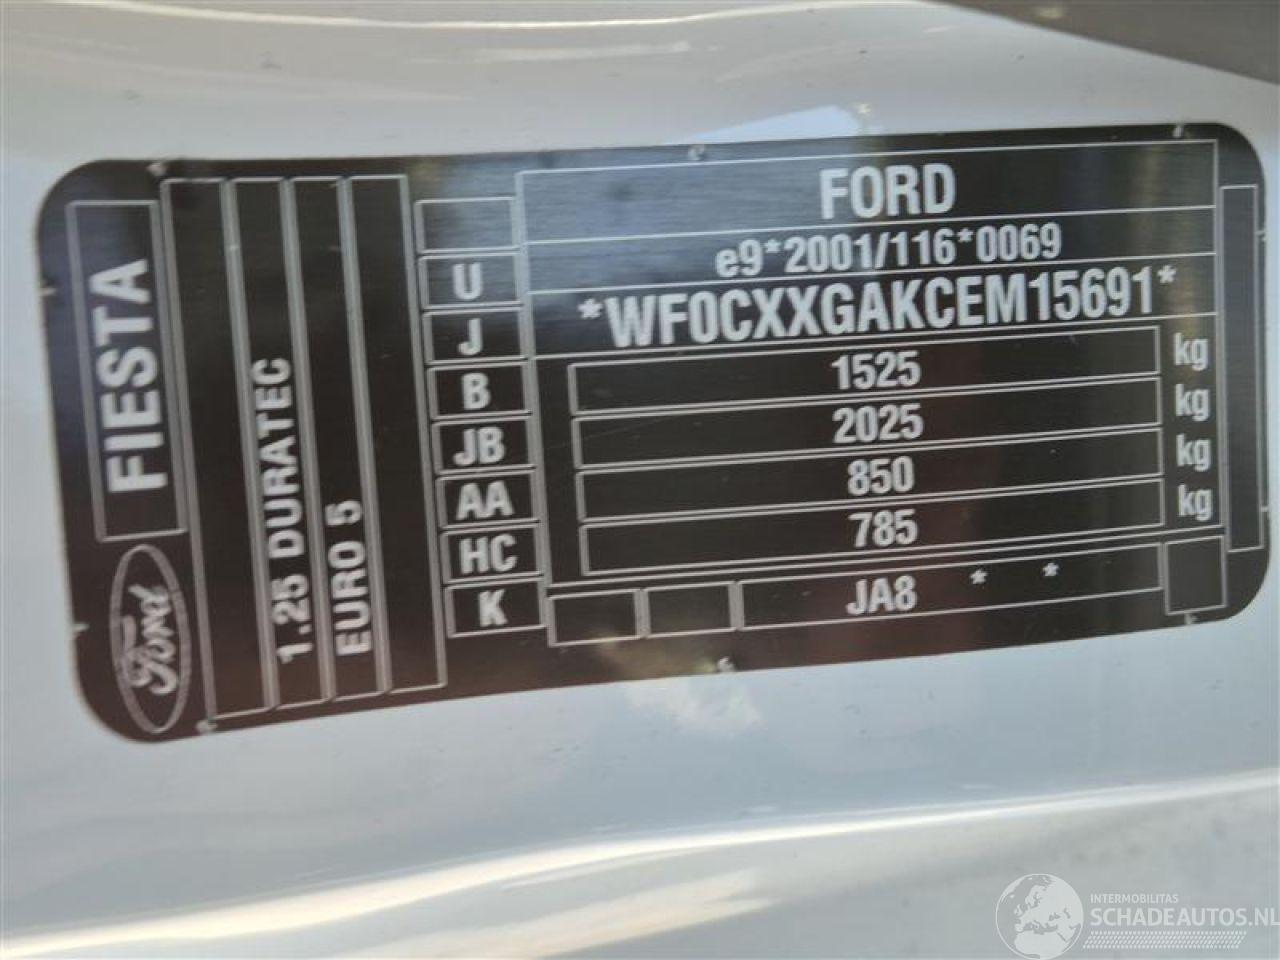 FORD
e9*2001/116*0069
*WF0CXXGAKCEM15691*
1525 kg
2025 kg
850 kg
785 kg
JA8 * *
U
J
B
JB
AA
HC
K
FIESTA
Ford
1.25 DURATEC
EURO 5
INTERMOBILITAS
SCHADEAUTOS.NL